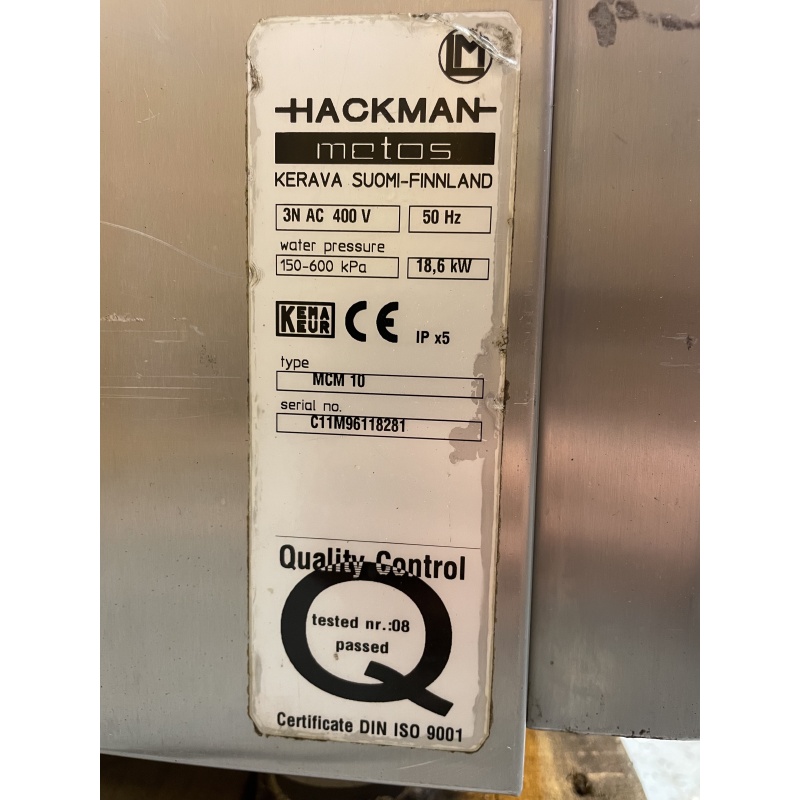 LM
HACKMAN
metos
KERAVA SUOMI-FINNLAND
3N AC 400 V 50 Hz
water pressure
150-600 kPa 18,6 kW
KEMA EUR CE IP x5
type
MCM 10
serial no.
C11M96118281
Quality Control
Q
tested nr.:08
passed
Certificate DIN ISO 9001